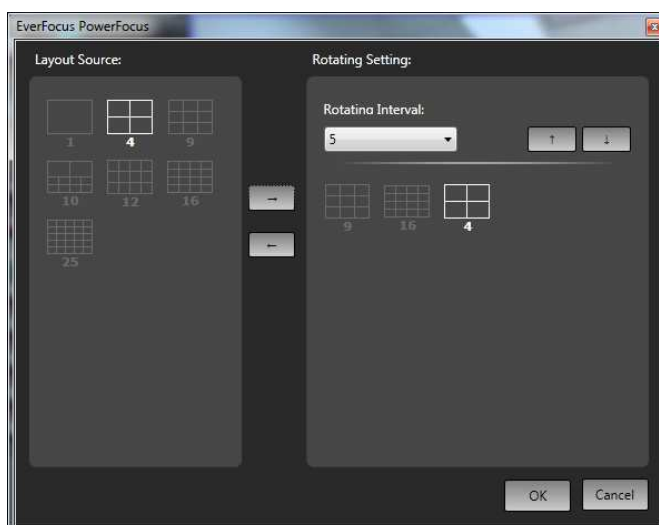 EverFocus PowerFocus
x
Layout Source:
1
4
9
10
12
16
25
→
←
Rotating Setting:
Rotating Interval:
5
↑
↓
9
16
4
OK
Cancel